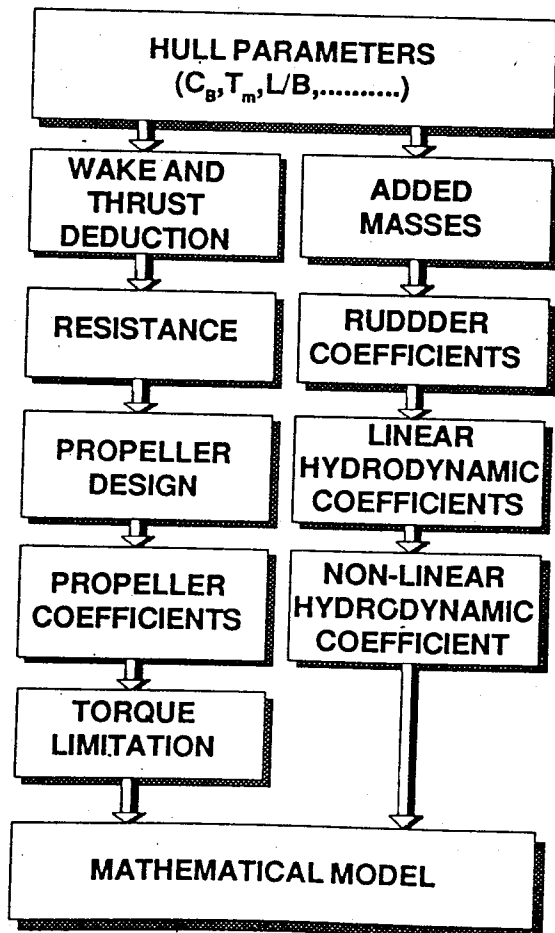 HULL PARAMETERS
(C_B,T_m,L/B,..........)
WAKE AND
THRUST
DEDUCTION
RESISTANCE
PROPELLER
DESIGN
PROPELLER
COEFFICIENTS
TORQUE
LIMITATION
ADDED
MASSES
RUDDDER
COEFFICIENTS
LINEAR
HYDRODYNAMIC
COEFFICIENTS
NON-LINEAR
HYDRODYNAMIC
COEFFICIENT
MATHEMATICAL MODEL